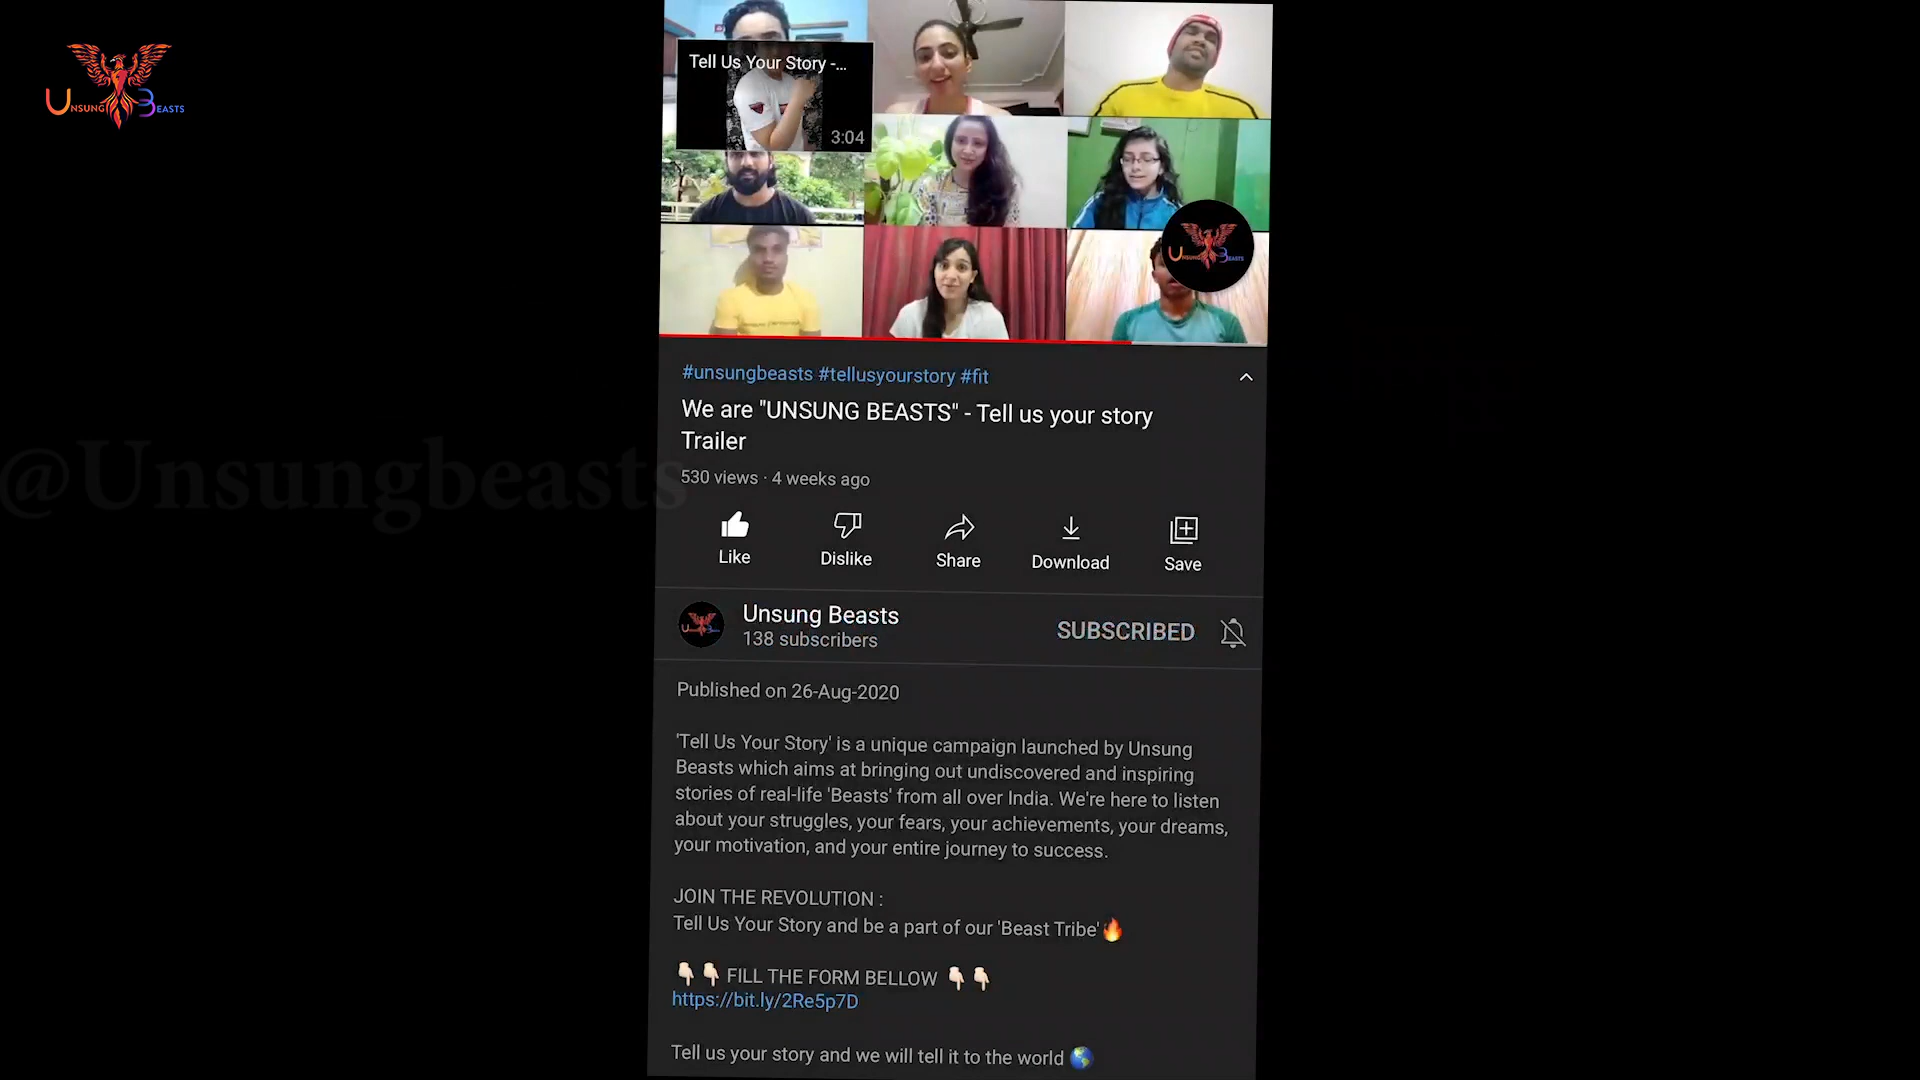 UNSUNG BEASTS
Tell Us Your Story -...
3:04
UNSUNG BEASTS
#unsungbeasts #tellusyourstory #fit
We are "UNSUNG BEASTS" - Tell us your story
Trailer
530 views · 4 weeks ago
@Unsungbeasts
Like
Dislike
Share
Download
Save
Unsung Beasts
138 subscribers
SUBSCRIBED
Published on 26-Aug-2020
'Tell Us Your Story' is a unique campaign launched by Unsung
Beasts which aims at bringing out undiscovered and inspiring
stories of real-life 'Beasts' from all over India. We're here to listen
about your struggles, your fears, your achievements, your dreams,
your motivation, and your entire journey to success.
JOIN THE REVOLUTION :
Tell Us Your Story and be a part of our 'Beast Tribe'🔥
👇🏻👇🏻 FILL THE FORM BELLOW 👇🏻👇🏻
https://bit.ly/2Re5p7D
Tell us your story and we will tell it to the world 🌎